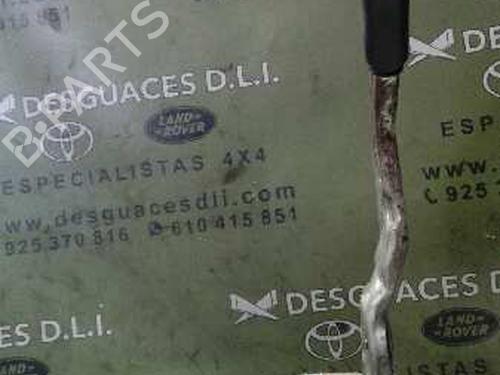 851
B-PARTS
DESGUACES D.L.I.
LAND ROVER
ESPECIALISTAS 4X4
www.desguacesdli.com
925 370 816 610 415 851
ESP
www.
925
DESGUACES D.L.I.
DESGUACES D
LAND ROVER